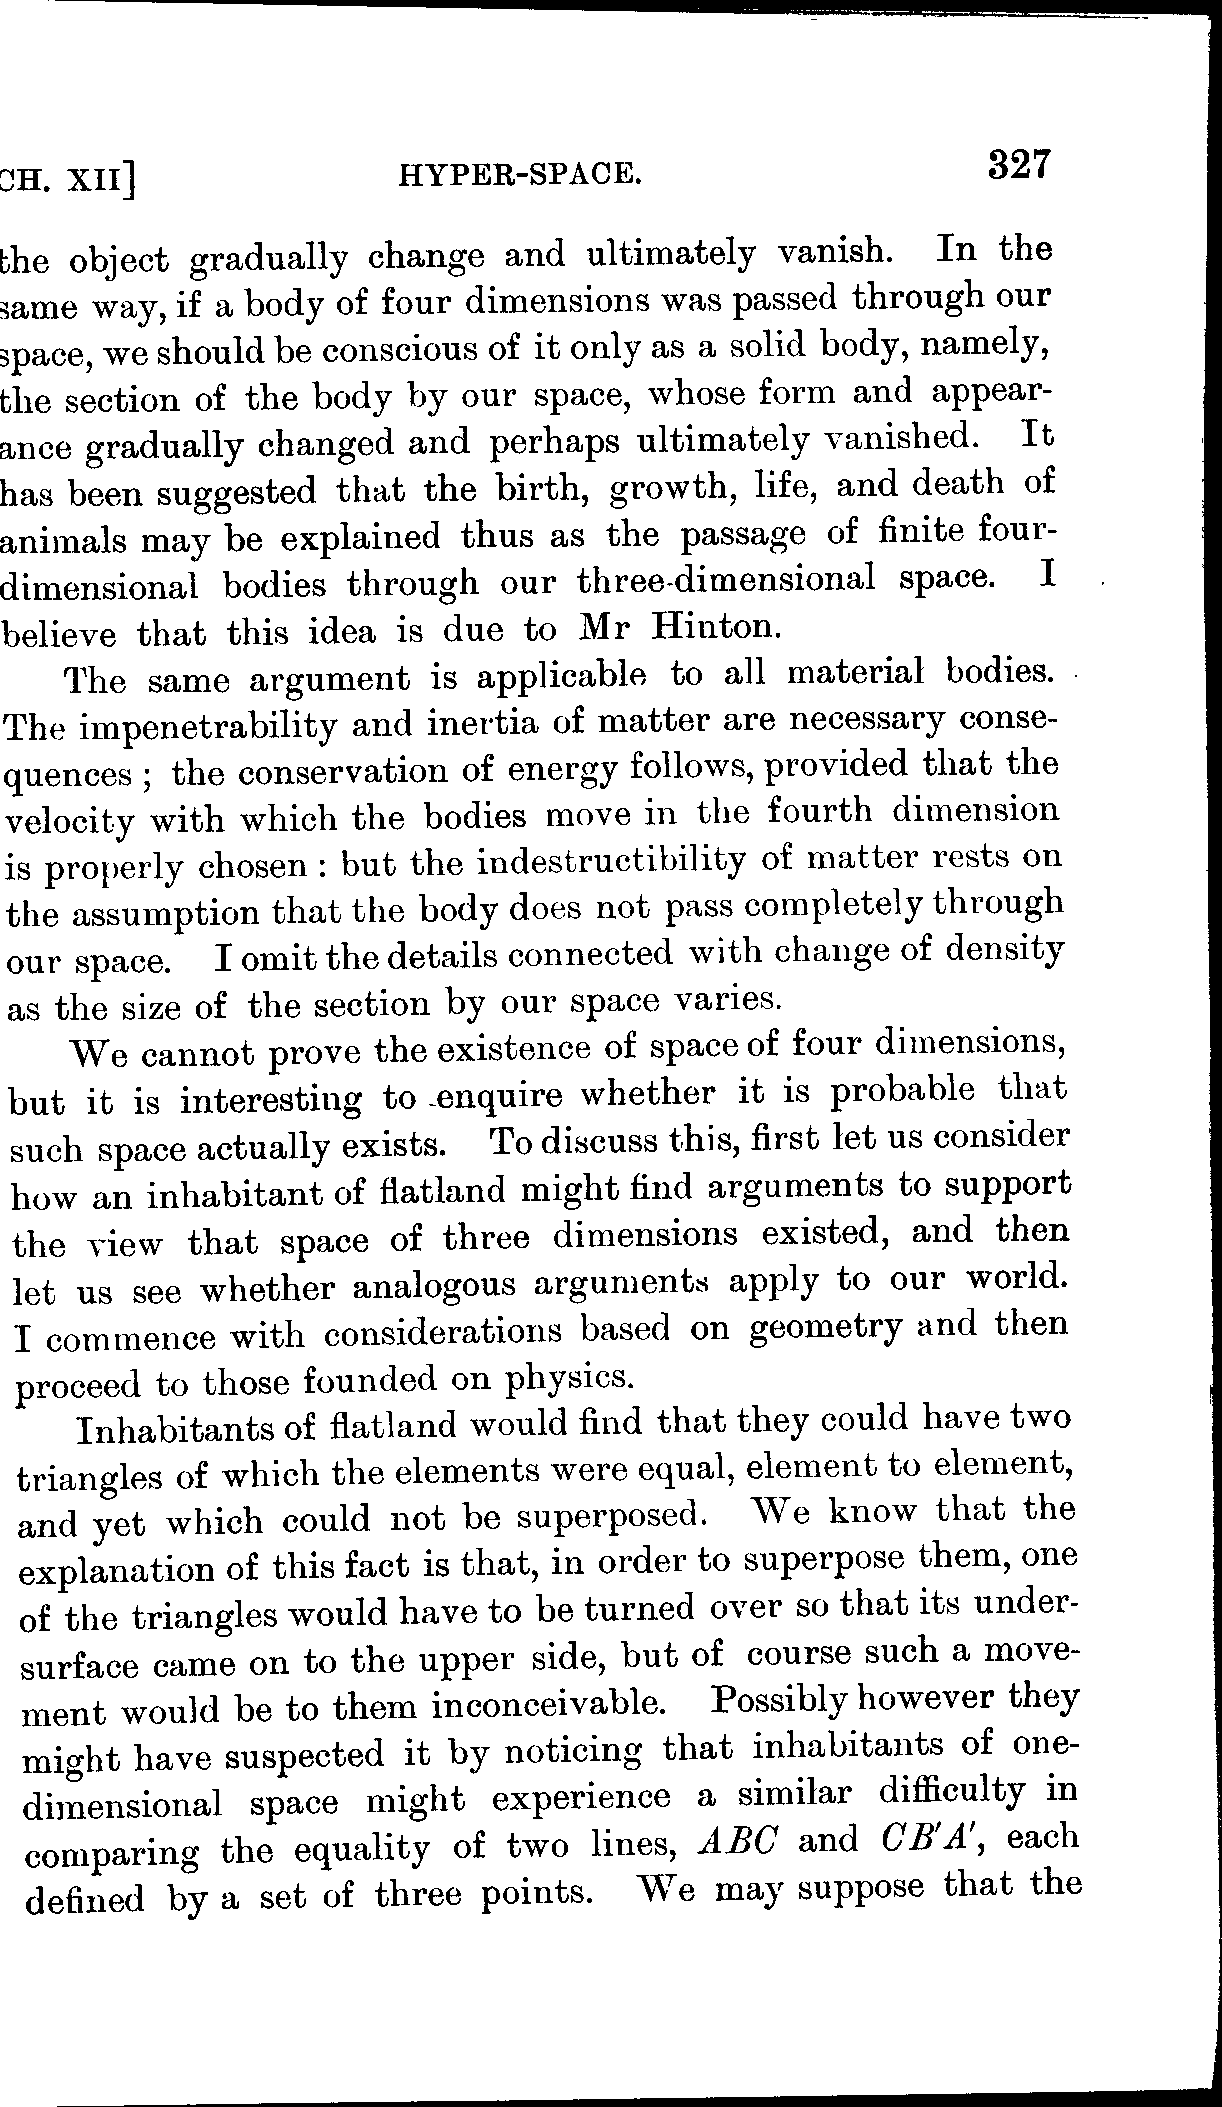 CH. XII] HYPER-SPACE. 327
the object gradually change and ultimately vanish. In the
same way, if a body of four dimensions was passed through our
space, we should be conscious of it only as a solid body, namely,
the section of the body by our space, whose form and appear-
ance gradually changed and perhaps ultimately vanished. It
has been suggested that the birth, growth, life, and death of
animals may be explained thus as the passage of finite four-
dimensional bodies through our three-dimensional space. I
believe that this idea is due to Mr Hinton.
The same argument is applicable to all material bodies.
The impenetrability and inertia of matter are necessary conse-
quences; the conservation of energy follows, provided that the
velocity with which the bodies move in the fourth dimension
is properly chosen: but the indestructibility of matter rests on
the assumption that the body does not pass completely through
our space. I omit the details connected with change of density
as the size of the section by our space varies.
We cannot prove the existence of space of four dimensions,
but it is interesting to enquire whether it is probable that
such space actually exists. To discuss this, first let us consider
how an inhabitant of flatland might find arguments to support
the view that space of three dimensions existed, and then
let us see whether analogous arguments apply to our world.
I commence with considerations based on geometry and then
proceed to those founded on physics.
Inhabitants of flatland would find that they could have two
triangles of which the elements were equal, element to element,
and yet which could not be superposed. We know that the
explanation of this fact is that, in order to superpose them, one
of the triangles would have to be turned over so that its under-
surface came on to the upper side, but of course such a move-
ment would be to them inconceivable. Possibly however they
might have suspected it by noticing that inhabitants of one-
dimensional space might experience a similar difficulty in
comparing the equality of two lines, ABC and CB′A′, each
defined by a set of three points. We may suppose that the